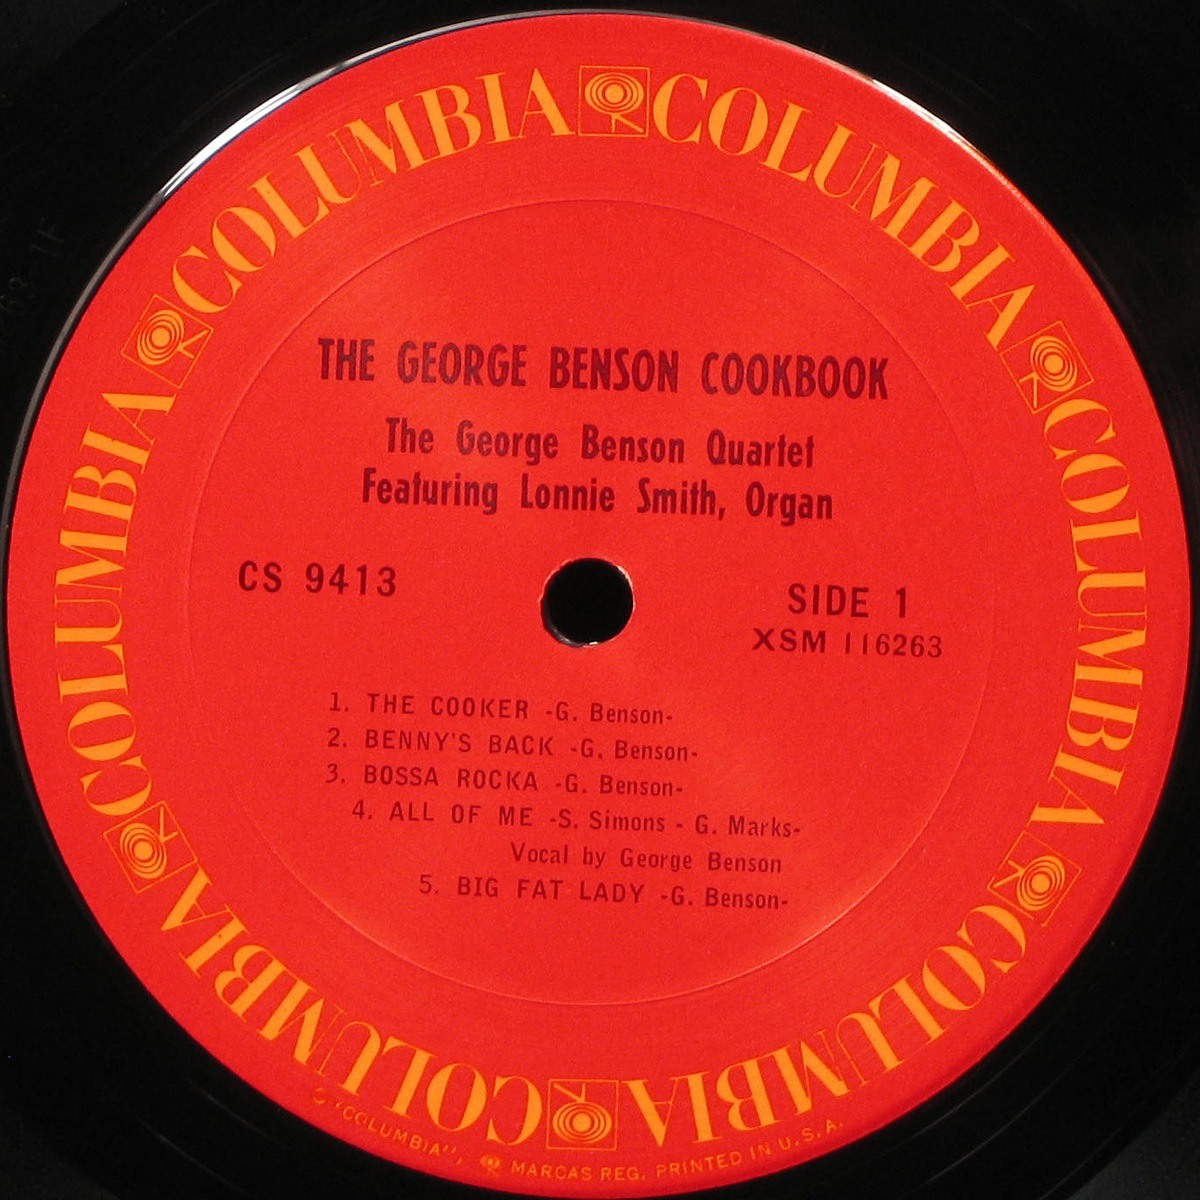 COLUMBIA COLUMBIA COLUMBIA COLUMBIA COLUMBIA COLUMBIA
THE GEORGE BENSON COOKBOOK
The George Benson Quartet
Featuring Lonnie Smith, Organ
CS 9413
SIDE 1
XSM 116263
1. THE COOKER -G. Benson-
2. BENNY'S BACK -G. Benson-
3. BOSSA ROCKA -G. Benson-
4. ALL OF ME -S. Simons - G. Marks-
Vocal by George Benson
5. BIG FAT LADY -G. Benson-
"COLUMBIA", MARCAS REG. PRINTED IN U.S.A.